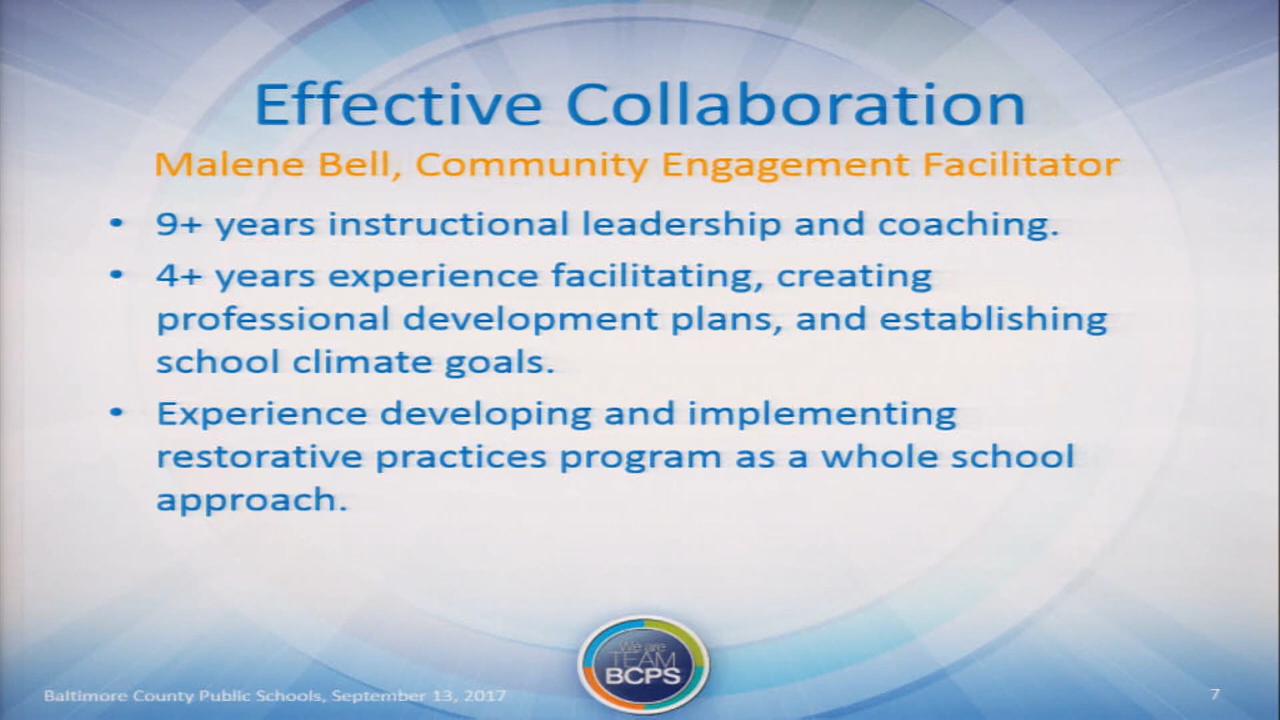 Effective Collaboration
Malene Bell, Community Engagement Facilitator
• 9+ years instructional leadership and coaching.
• 4+ years experience facilitating, creating
professional development plans, and establishing
school climate goals.
• Experience developing and implementing
restorative practices program as a whole school
approach.
We are
TEAM
BCPS
Baltimore County Public Schools, September 13, 2017
7